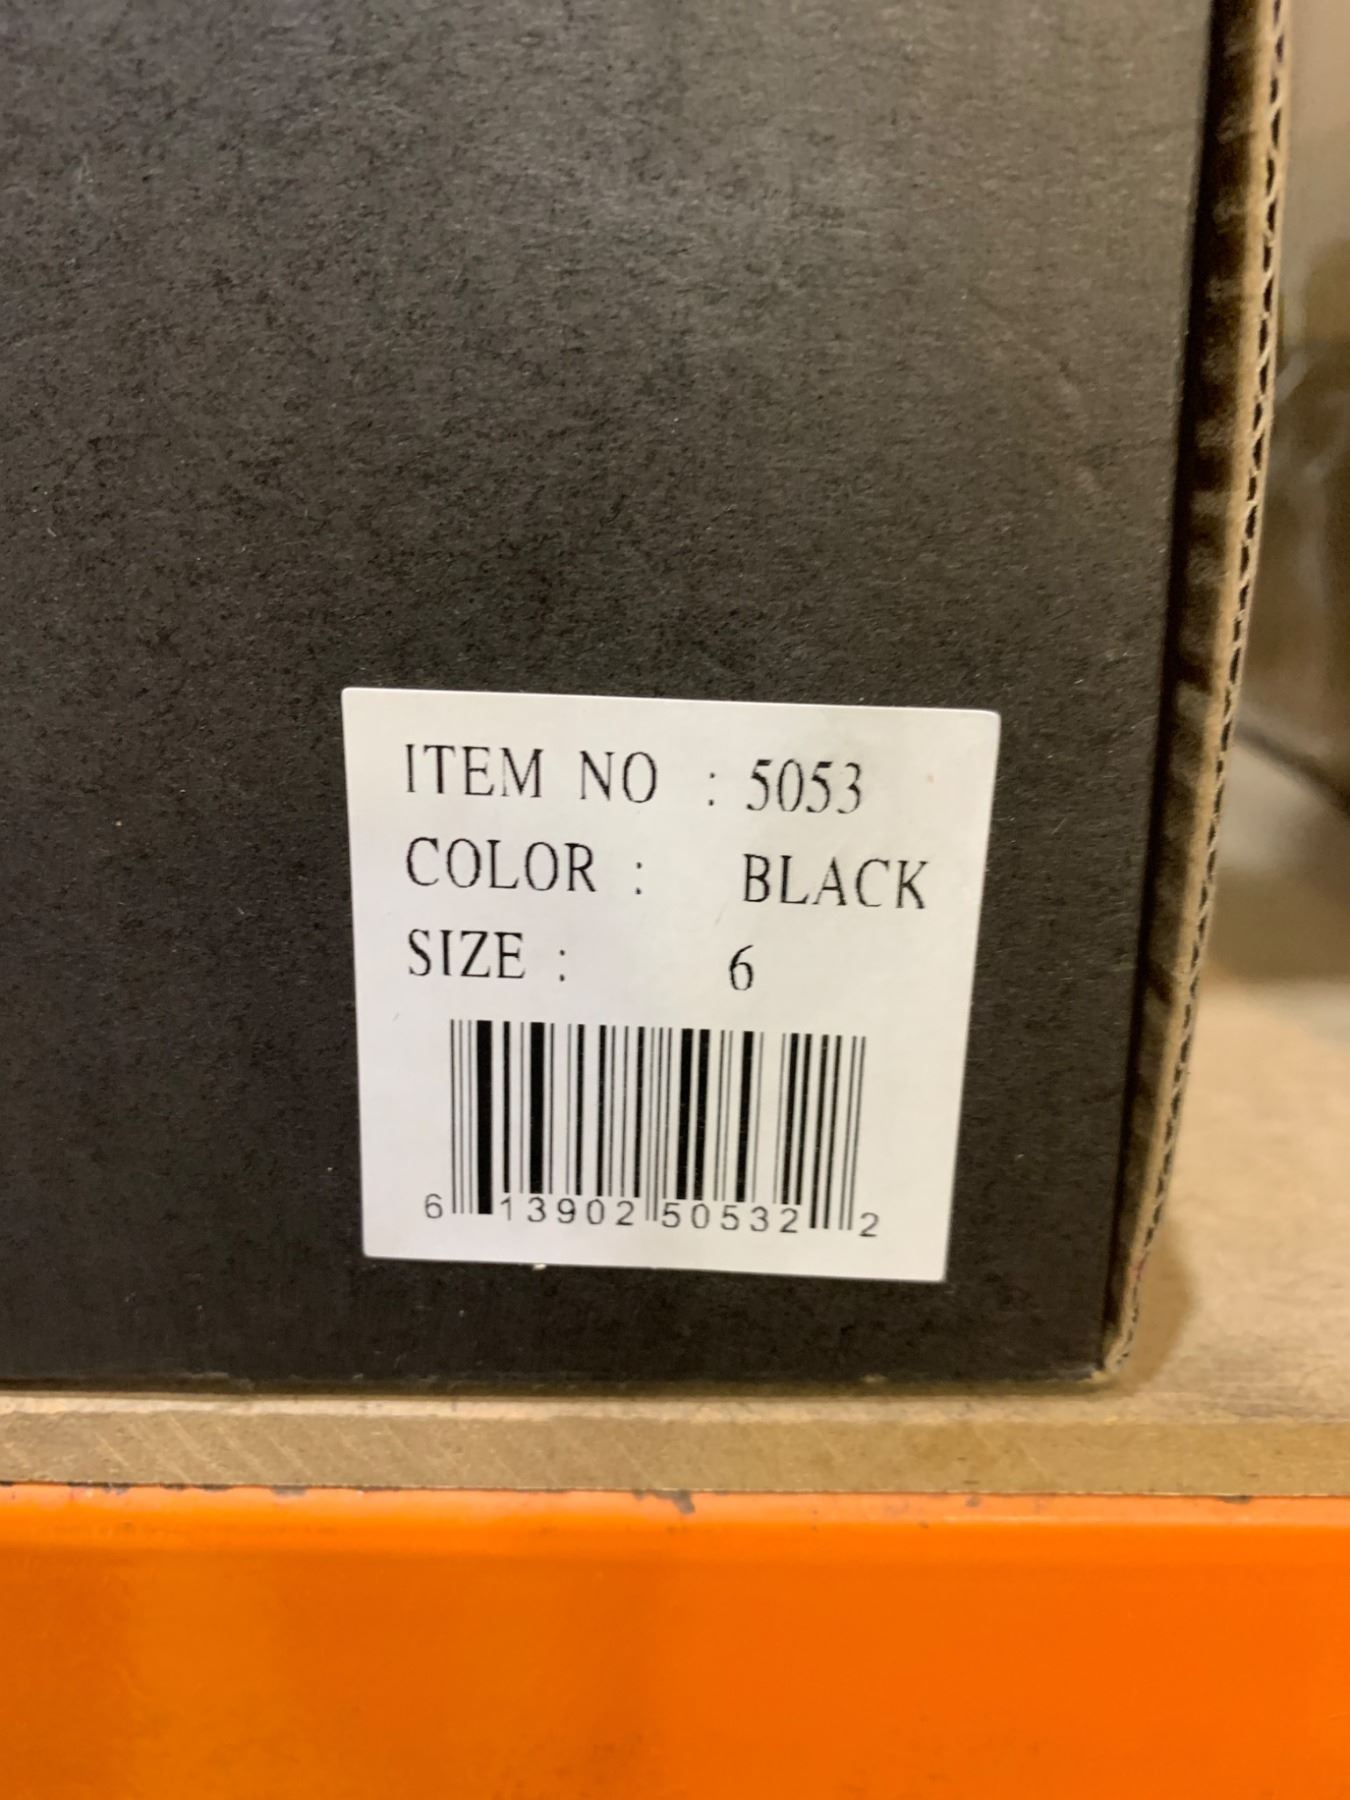 ITEM NO : 5053
COLOR : BLACK
SIZE : 6
6 13902 50532 2